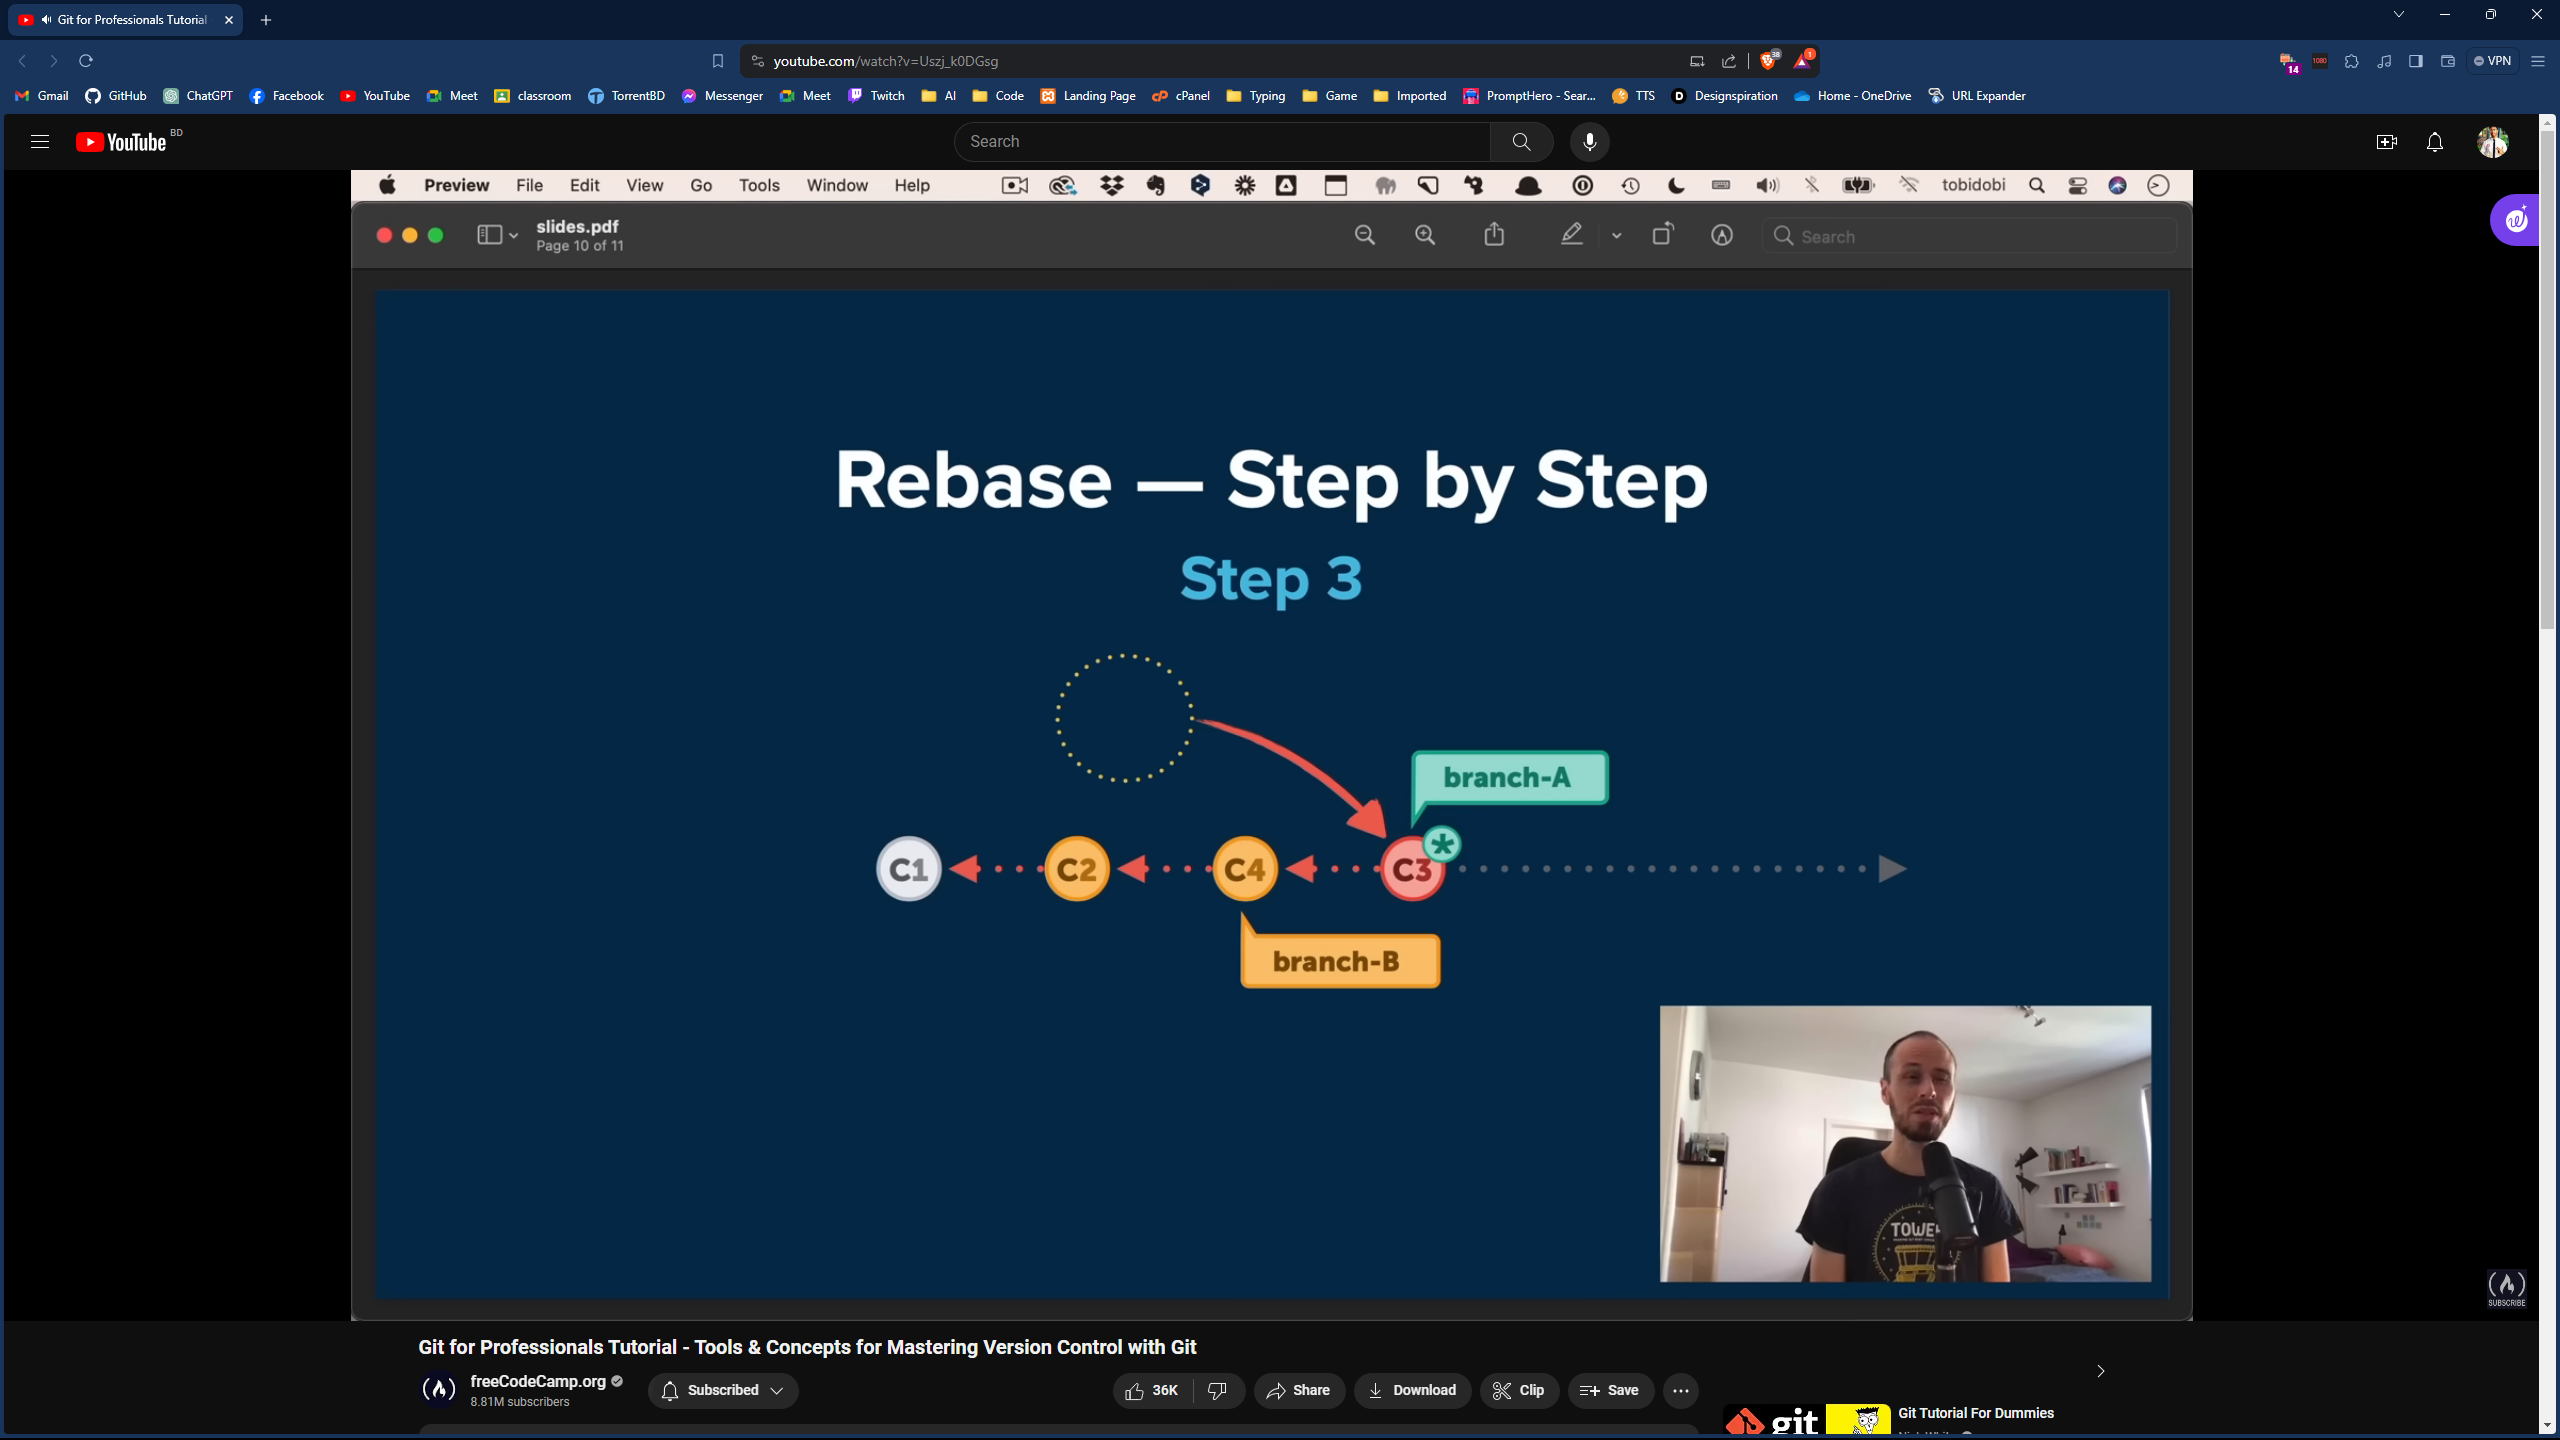 Git for Professionals Tutorial
youtube.com/watch?v=Uszj_k0DGsg
38
1
14
1080
VPN
Gmail GitHub ChatGPT Facebook YouTube Meet classroom TorrentBD Messenger Meet Twitch AI Code Landing Page cPanel Typing Game Imported PromptHero - Sear... TTS Designspiration Home - OneDrive URL Expander
YouTube BD
Search
Preview File Edit View Go Tools Window Help tobidobi
slides.pdf
Page 10 of 11
Search
Rebase — Step by Step
Step 3
branch-A
C1 C2 C4 C3 *
branch-B
TOWE
SUBSCRIBE
Git for Professionals Tutorial - Tools & Concepts for Mastering Version Control with Git
freeCodeCamp.org
8.81M subscribers
Subscribed
36K
Share
Download
Clip
Save
git
Git Tutorial For Dummies